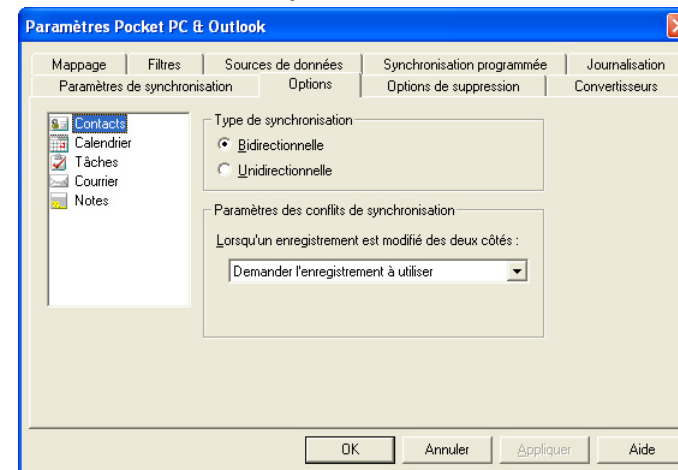 Paramètres Pocket PC & Outlook
Mappage Filtres Sources de données Synchronisation programmée Journalisation
Paramètres de synchronisation Options Options de suppression Convertisseurs
Contacts
Calendrier
Tâches
Courrier
Notes
Type de synchronisation
Bidirectionnelle
Unidirectionnelle
Paramètres des conflits de synchronisation
Lorsqu'un enregistrement est modifié des deux côtés :
Demander l'enregistrement à utiliser
OK Annuler Appliquer Aide